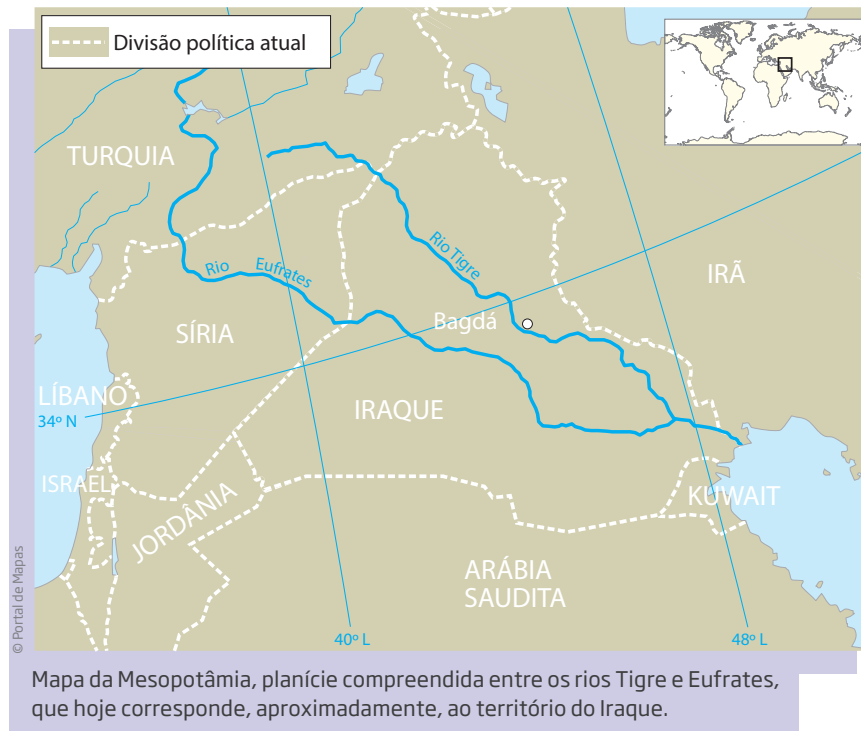 Divisão política atual
TURQUIA
Rio Tigre
IRÃ
Rio Eufrates
Bagdá
SÍRIA
LÍBANO
34º N
IRAQUE
ISRAEL
KUWAIT
JORDÂNIA
ARÁBIA
SAUDITA
40º L
48º L
© Portal de Mapas
Mapa da Mesopotâmia, planície compreendida entre os rios Tigre e Eufrates,
que hoje corresponde, aproximadamente, ao território do Iraque.